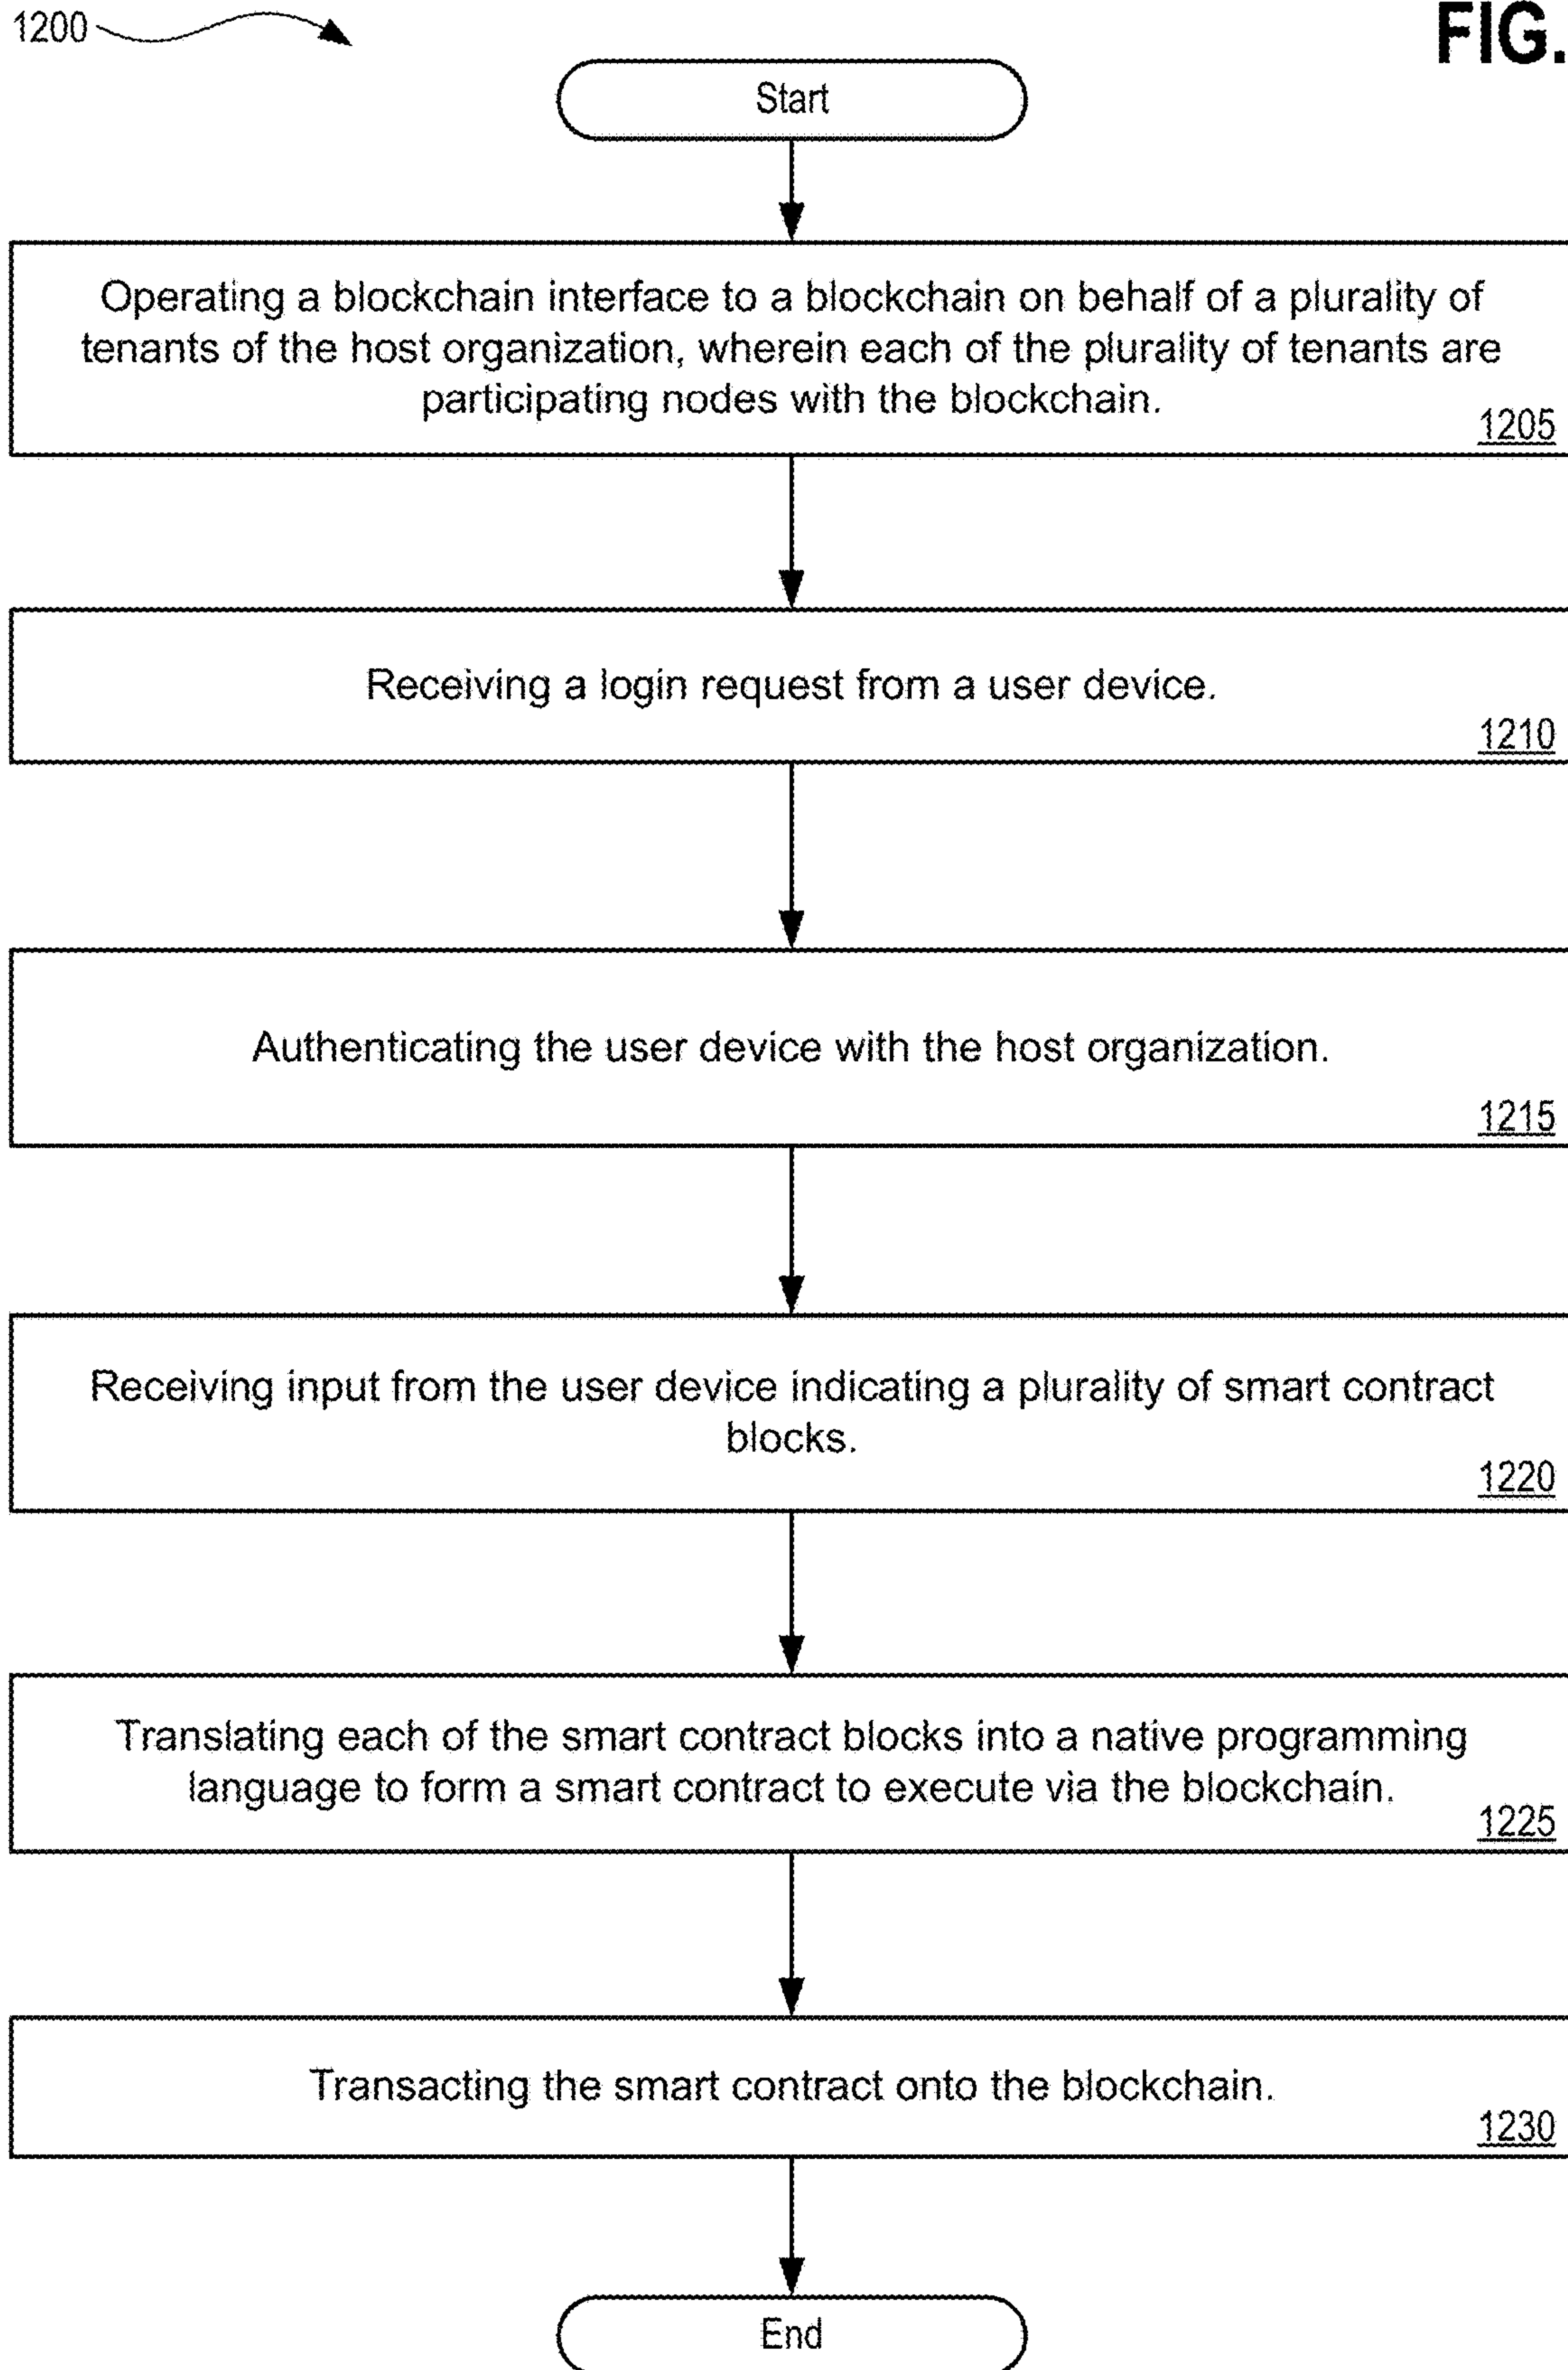 1200
FIG.
Start
Operating a blockchain interface to a blockchain on behalf of a plurality of
tenants of the host organization, wherein each of the plurality of tenants are
participating nodes with the blockchain.
1205
Receiving a login request from a user device.
1210
Authenticating the user device with the host organization.
1215
Receiving input from the user device indicating a plurality of smart contract
blocks.
1220
Translating each of the smart contract blocks into a native programming
language to form a smart contract to execute via the blockchain.
1225
Transacting the smart contract onto the blockchain.
1230
End